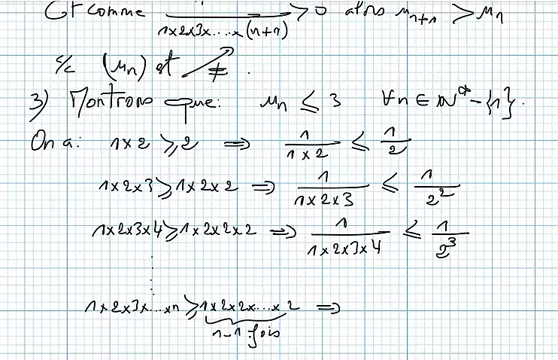 Et comme 1/(1×2×3×....×(n+1)) > 0 alors u_{n+1} > u_n
c/c (u_n) est ↗≠.
3) Montrons que: u_n ≤ 3 ∀n ∈ ℕ* - {1}.
On a: 1×2 ≥ 2 ⟹ 1/(1×2) ≤ 1/2
1×2×3 ≥ 1×2×2 ⟹ 1/(1×2×3) ≤ 1/2²
1×2×3×4 ≥ 1×2×2×2 ⟹ 1/(1×2×3×4) ≤ 1/2³
⋮
1×2×3×....×n ≥ 1×2×2×...×2 ⟹
n-1 fois